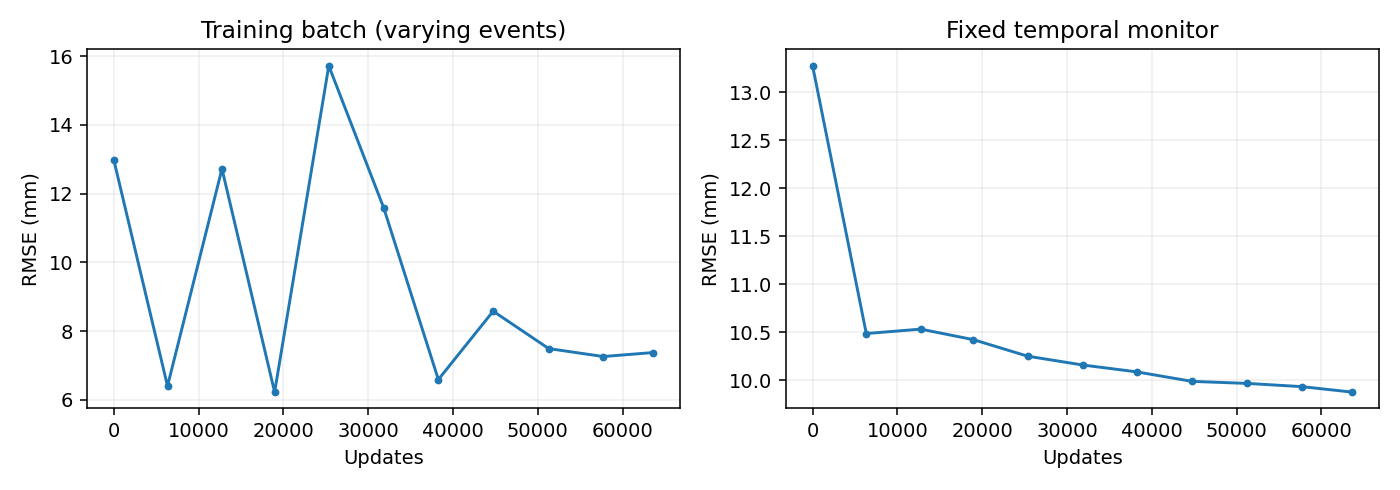 Training batch (varying events)
RMSE (mm)
16
14
12
10
8
6
0 10000 20000 30000 40000 50000 60000
Updates
Fixed temporal monitor
RMSE (mm)
13.0
12.5
12.0
11.5
11.0
10.5
10.0
0 10000 20000 30000 40000 50000 60000
Updates